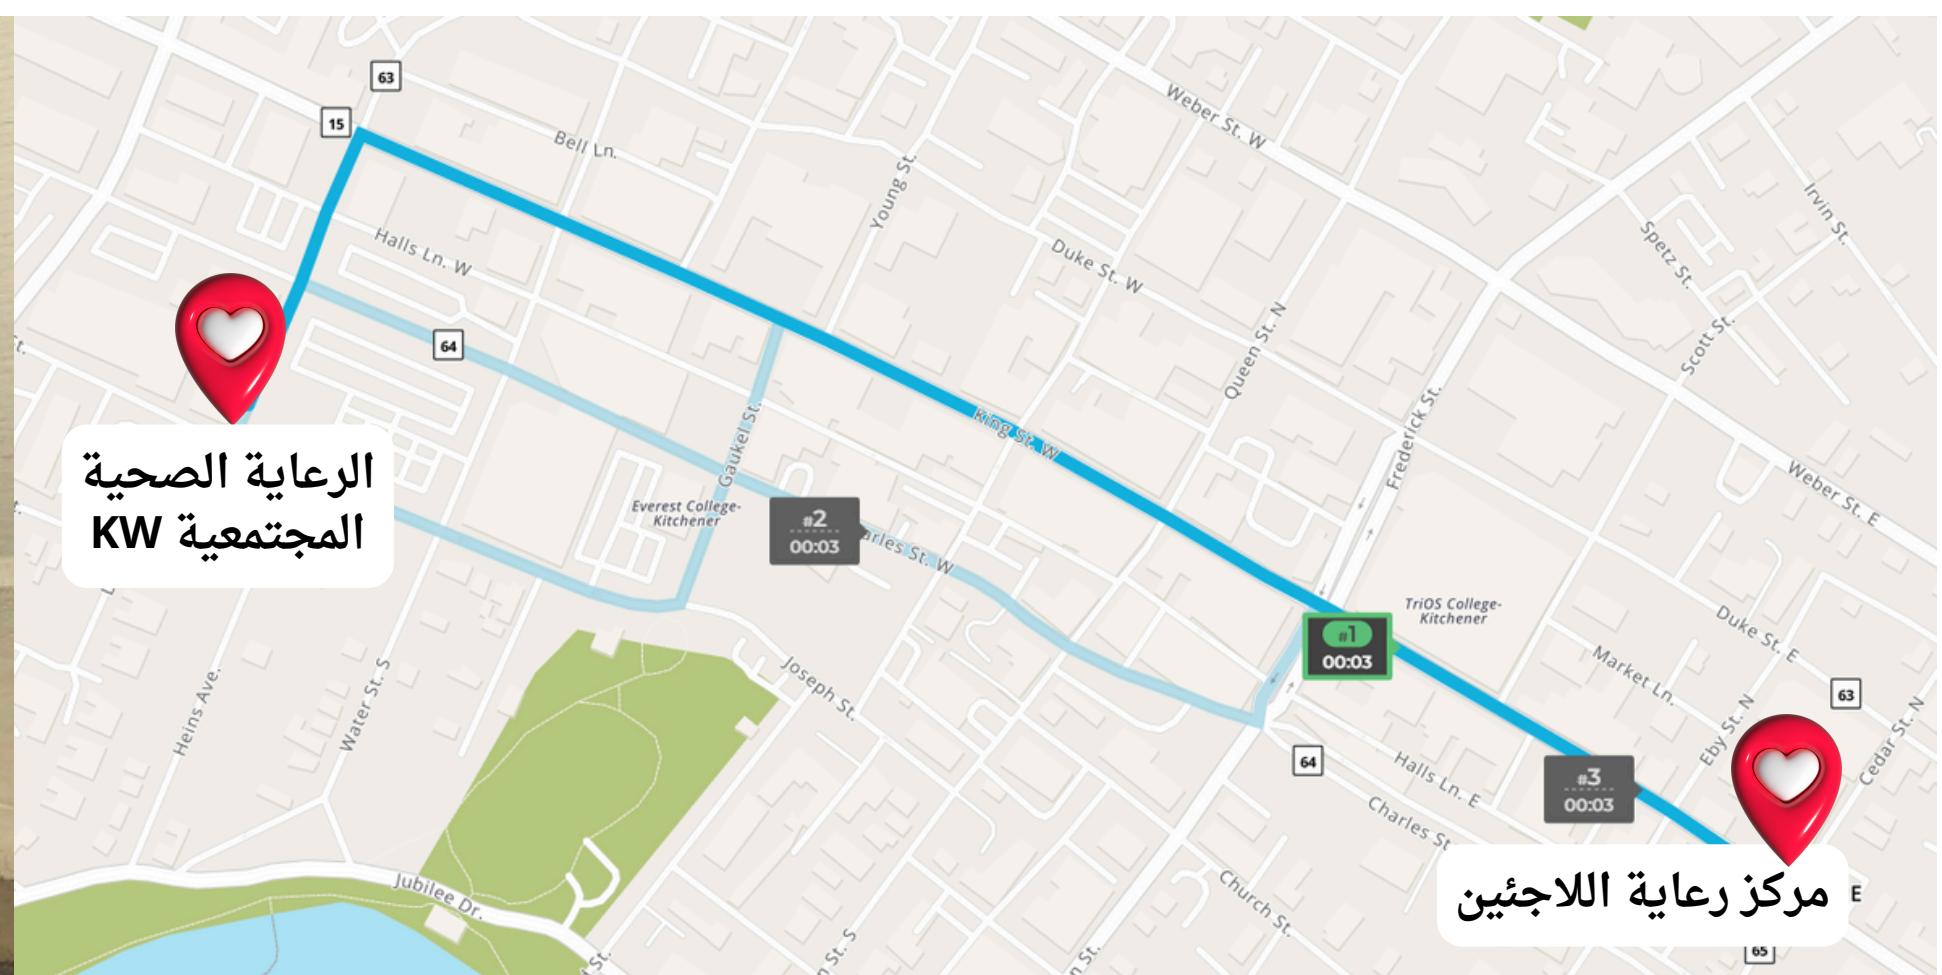 63
15
Bell Ln.
Weber St. W
Young St.
Irvin St.
Halls Ln. W
Duke St. W
Spetz St.
Queen St. N
Scott St.
64
Frederick St.
King St. W
Gaukel St.
الرعاية الصحية
المجتمعية KW
Everest College-
Kitchener
#2
00:03
arles St. W
Weber St. E
TriOS College-
Kitchener
#1
00:03
Duke St. E
Market Ln.
Joseph St.
Heins Ave.
Water St. S
63
Eby St. N
Cedar St. N
64
Halls Ln. E
#3
00:03
Charles St
Jubilee Dr.
Church St.
مركز رعاية اللاجئين
E
65